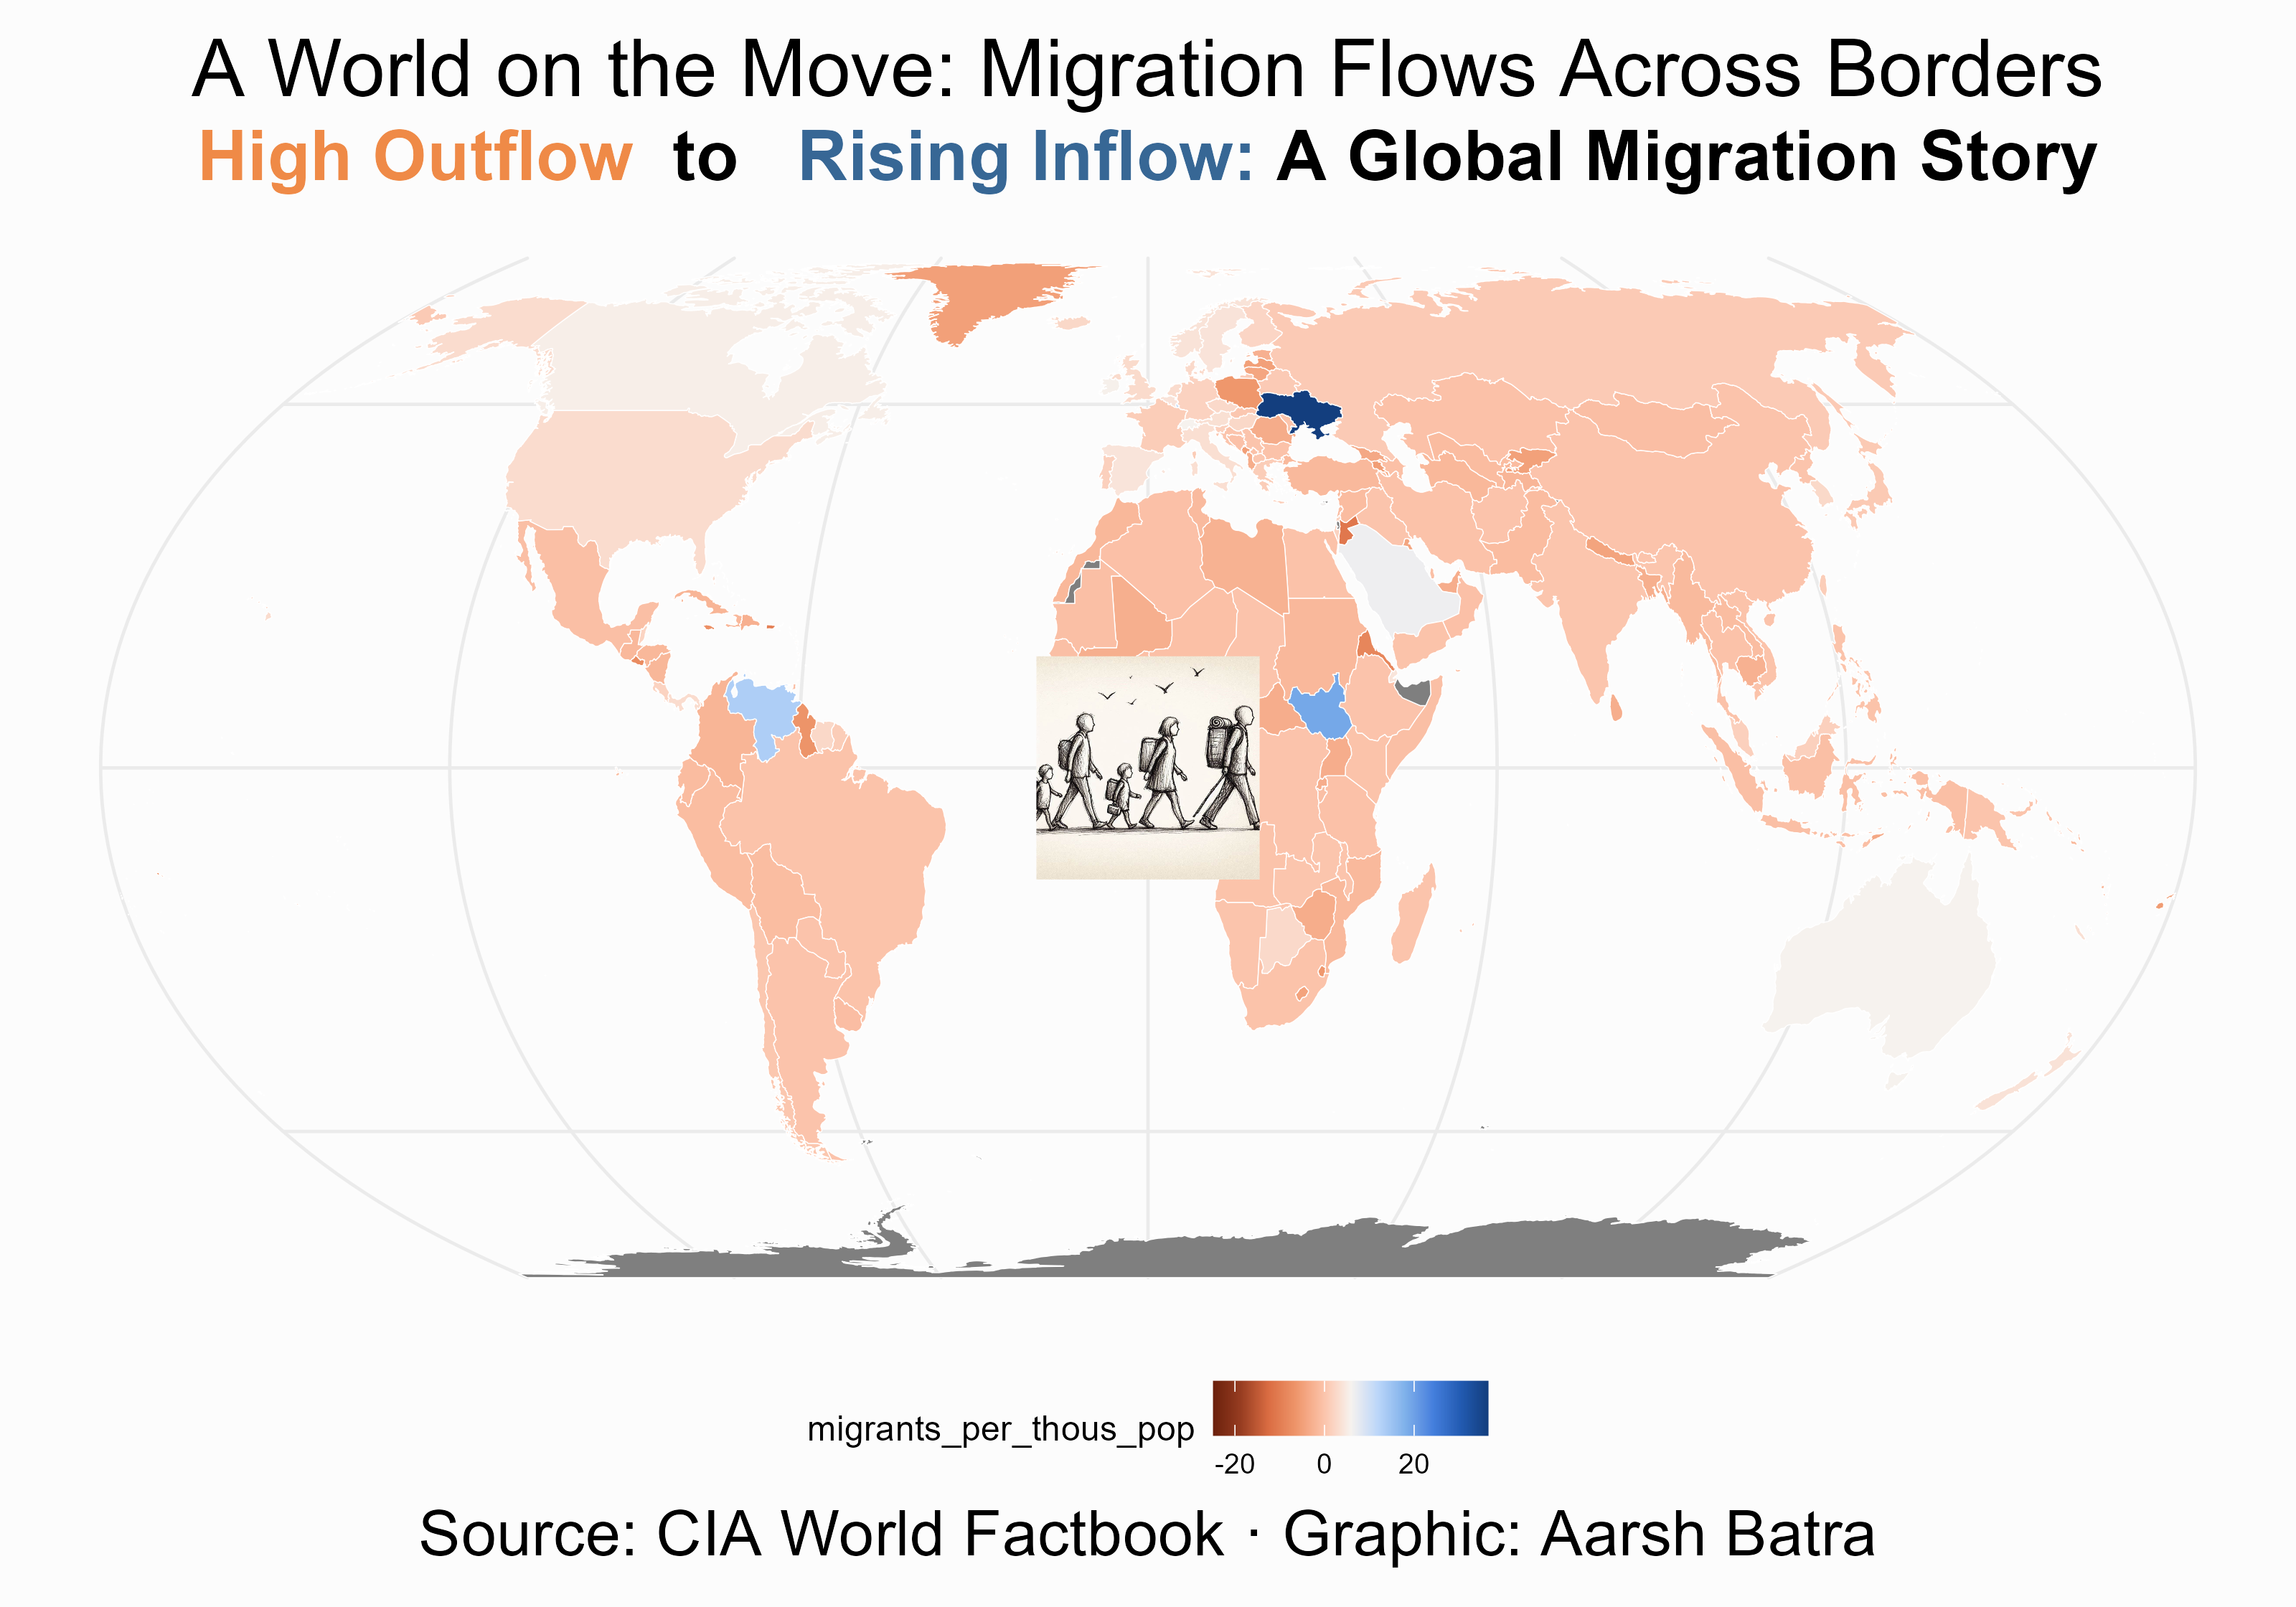 A World on the Move: Migration Flows Across Borders
High Outflow to Rising Inflow: A Global Migration Story
migrants_per_thous_pop
-20 0 20
Source: CIA World Factbook · Graphic: Aarsh Batra